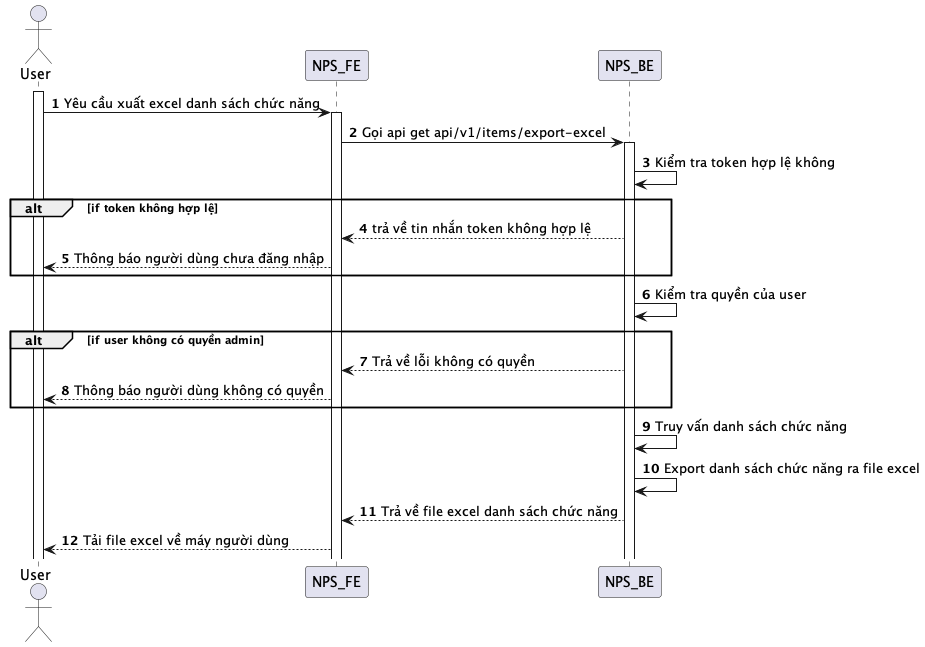 User
NPS_FE
NPS_BE
1 Yêu cầu xuất excel danh sách chức năng
2 Gọi api get api/v1/items/export-excel
3 Kiểm tra token hợp lệ không
alt [if token không hợp lệ]
4 trả về tin nhắn token không hợp lệ
5 Thông báo người dùng chưa đăng nhập
6 Kiểm tra quyền của user
alt [if user không có quyền admin]
7 Trả về lỗi không có quyền
8 Thông báo người dùng không có quyền
9 Truy vấn danh sách chức năng
10 Export danh sách chức năng ra file excel
11 Trả về file excel danh sách chức năng
12 Tải file excel về máy người dùng
User
NPS_FE
NPS_BE